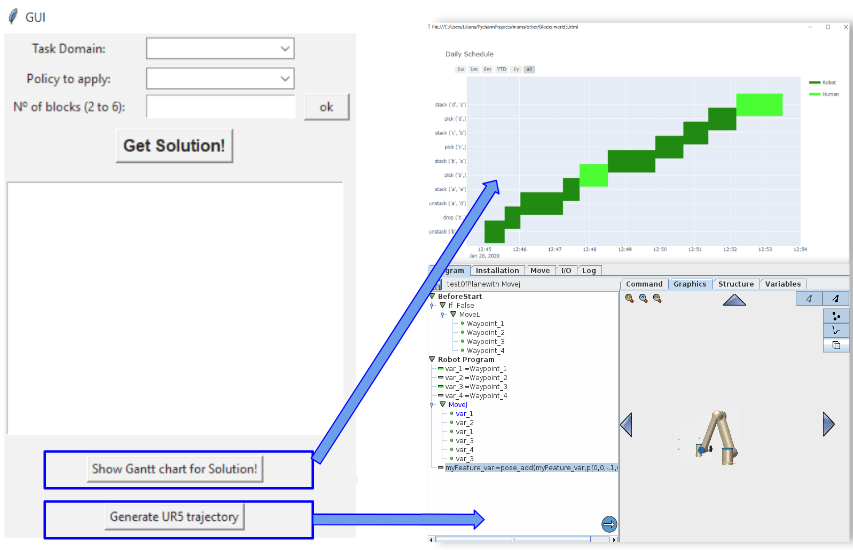 GUI
Task Domain:
Policy to apply:
Nº of blocks (2 to 6):
ok
Get Solution!
Show Gantt chart for Solution!
Generate UR5 trajectory
Daily Schedule
1w 1m 6m YTD 1y all
Robot
Human
stack ('d', 'c')
pick ('d',)
stack ('c', 'b')
pick ('c',)
stack ('b', 'a')
pick ('b',)
unstack ('a', 'd')
drop ('b',)
12:45 12:46 12:47 12:48 12:49 12:50 12:51 12:52 12:53 12:54
Jan 26, 2020
ogram Installation Move I/O Log
testOfPlanewith MoveJ
BeforeStart
If False
MoveL
Waypoint_1
Waypoint_2
Waypoint_3
Waypoint_4
Robot Program
var_1:=Waypoint_1
var_2:=Waypoint_2
var_3:=Waypoint_3
var_4:=Waypoint_4
MoveJ
var_1
var_2
var_1
var_3
var_4
var_3
myFeature_var:=pose_add(myFeature_var,p[0,0,-.1,
Command Graphics Structure Variables